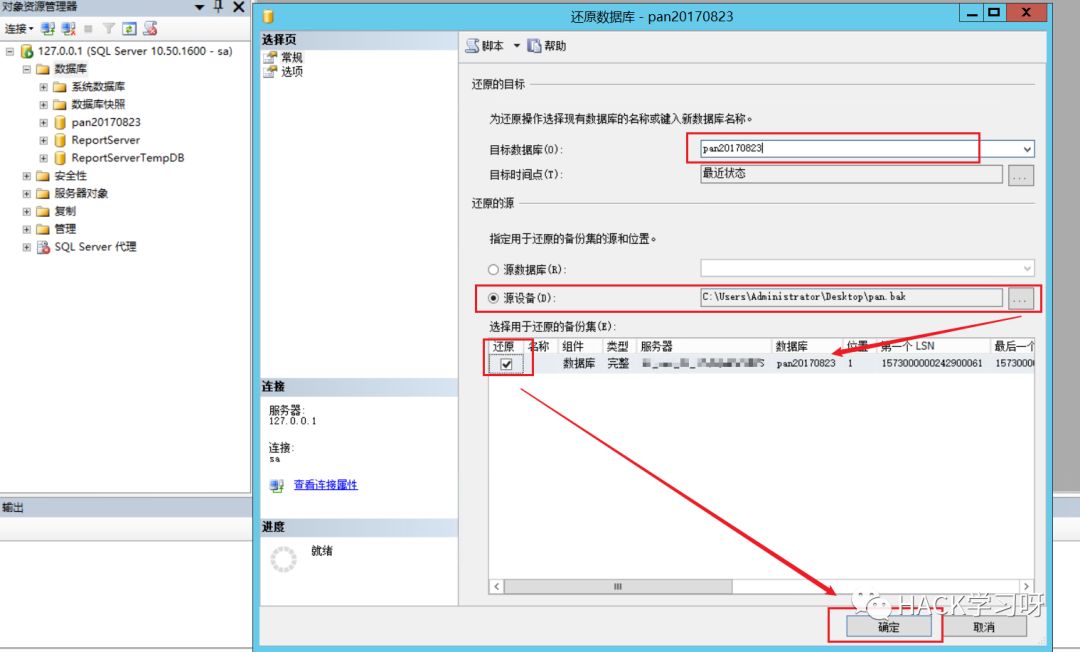 对象资源管理器
连接
127.0.0.1 (SQL Server 10.50.1600 - sa)
数据库
系统数据库
数据库快照
pan20170823
ReportServer
ReportServerTempDB
安全性
服务器对象
复制
管理
SQL Server 代理
输出
还原数据库 - pan20170823
选择页
常规
选项
连接
服务器:
127.0.0.1
连接:
sa
查看连接属性
进度
就绪
脚本 帮助
还原的目标
为还原操作选择现有数据库的名称或键入新数据库名称。
目标数据库(O): pan20170823
目标时间点(T): 最近状态 ...
还原的源
指定用于还原的备份集的源和位置。
源数据库(R):
源设备(D): C:\Users\Administrator\Desktop\pan.bak ...
选择用于还原的备份集(E):
还原 名称 组件 类型 服务器 数据库 位置 第一个 LSN 最后一个
数据库 完整 pan20170823 1 1573000000242900061 15730000
HACK学习呀
确定 取消